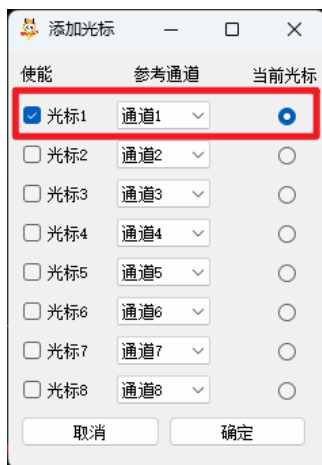 添加光标
使能 参考通道 当前光标
光标1 通道1
光标2 通道2
光标3 通道3
光标4 通道4
光标5 通道5
光标6 通道6
光标7 通道7
光标8 通道8
取消 确定